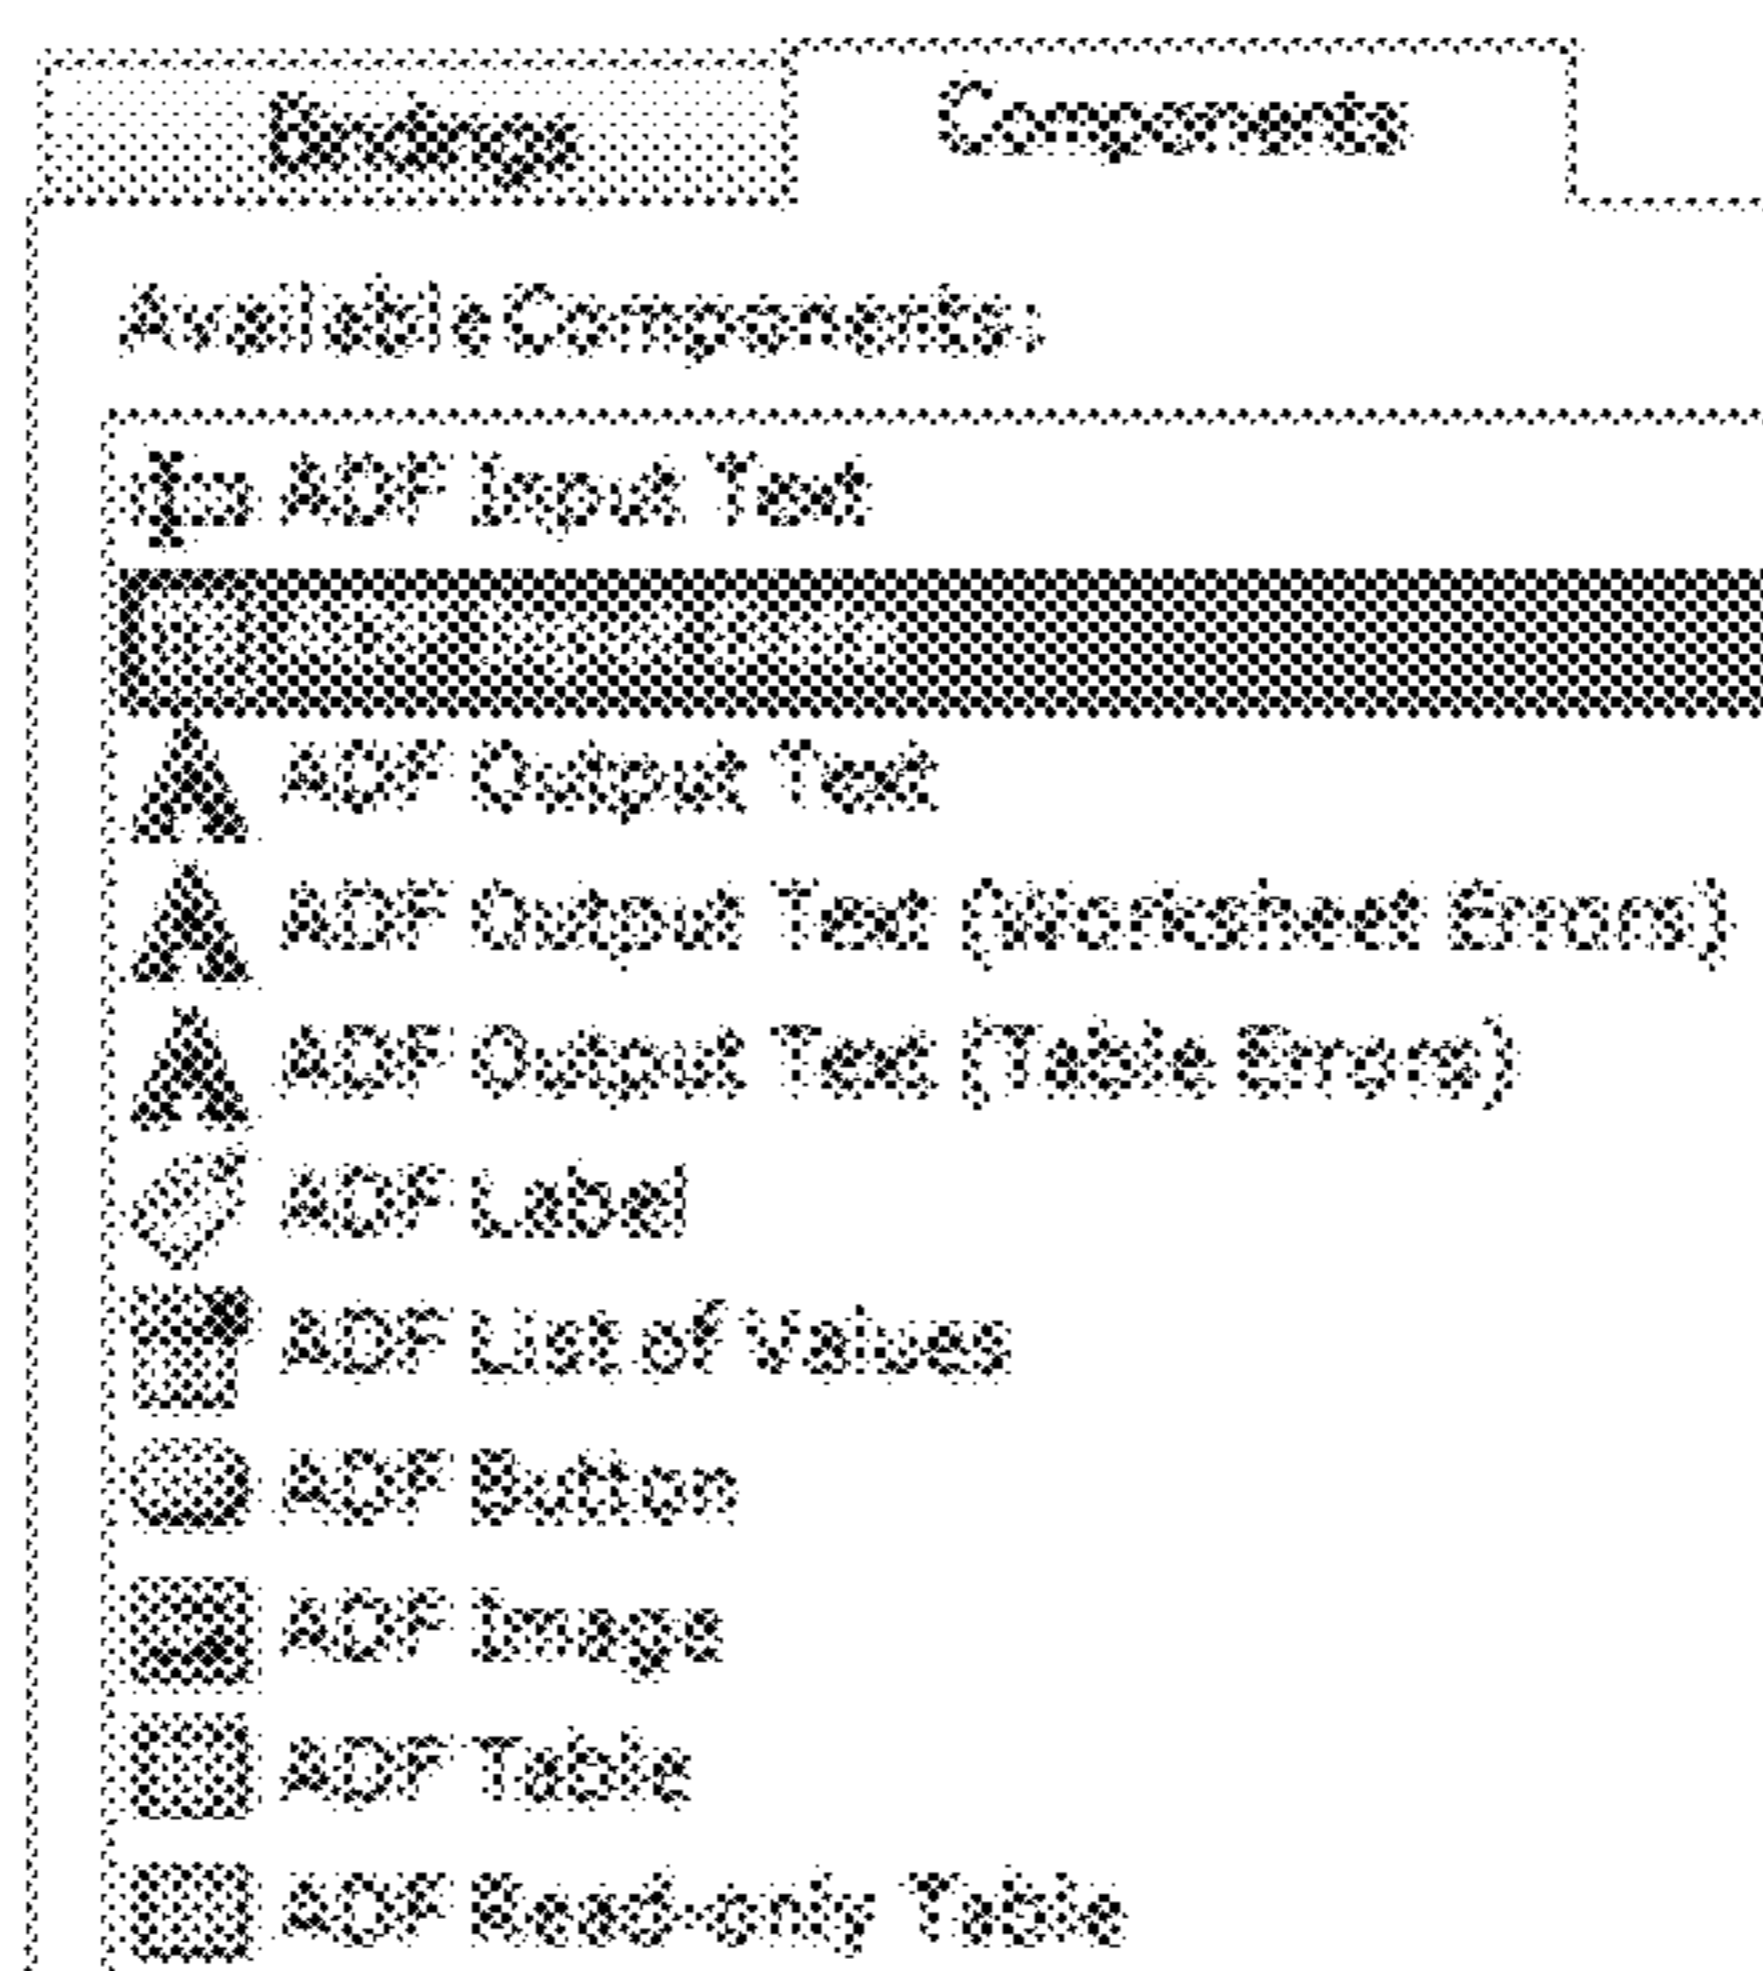 Bindings Components
Available Components:
ADF Input Text
ADF Output Text
ADF Output Text (Worksheet Errors)
ADF Output Text (Table Errors)
ADF Label
ADF List of Values
ADF Button
ADF Image
ADF Table
ADF Read-only Table